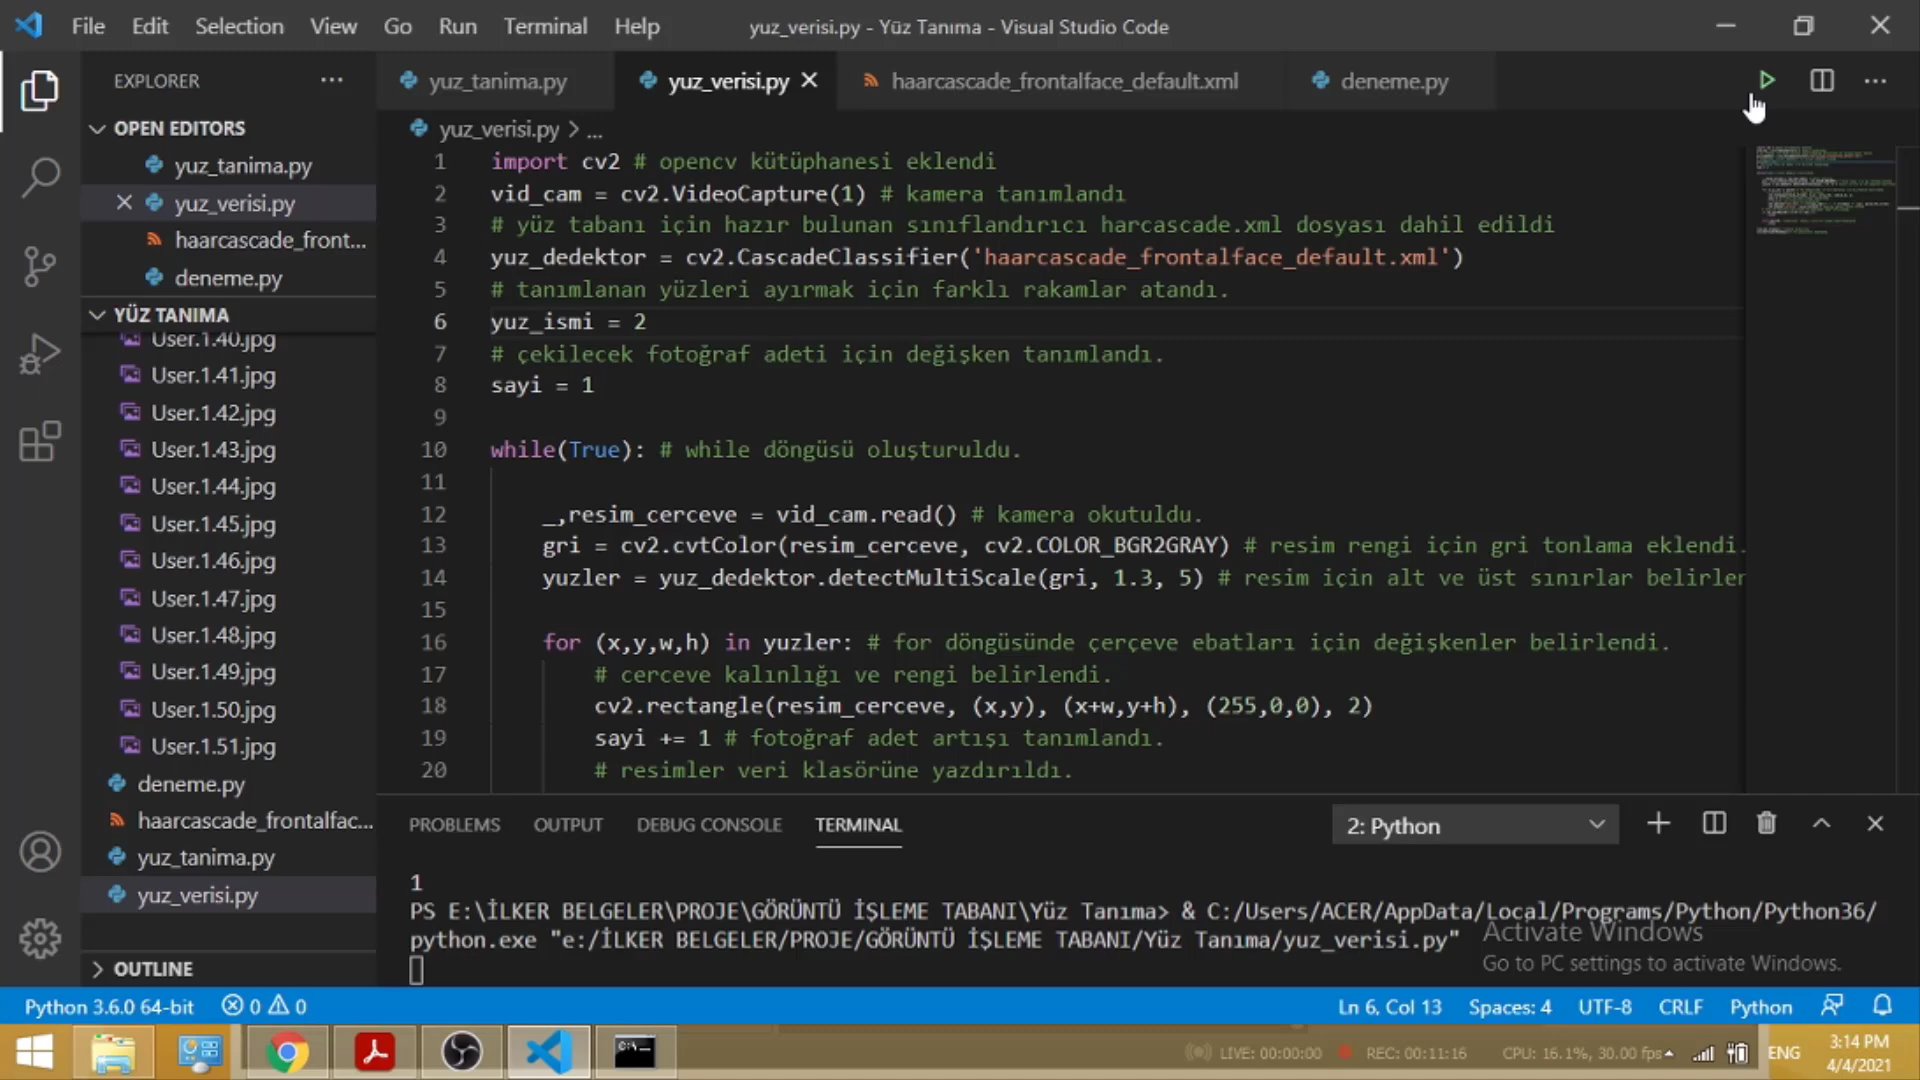 File Edit Selection View Go Run Terminal Help yuz_verisi.py - Yüz Tanıma - Visual Studio Code
EXPLORER
yuz_tanima.py yuz_verisi.py haarcascade_frontalface_default.xml deneme.py
OPEN EDITORS
yuz_tanima.py
yuz_verisi.py
haarcascade_front...
deneme.py
YÜZ TANIMA
User.1.40.jpg
User.1.41.jpg
User.1.42.jpg
User.1.43.jpg
User.1.44.jpg
User.1.45.jpg
User.1.46.jpg
User.1.47.jpg
User.1.48.jpg
User.1.49.jpg
User.1.50.jpg
User.1.51.jpg
deneme.py
haarcascade_frontalfac...
yuz_tanima.py
yuz_verisi.py
OUTLINE
yuz_verisi.py > ...
1 import cv2 # opencv kütüphanesi eklendi
2 vid_cam = cv2.VideoCapture(1) # kamera tanımlandı
3 # yüz tabanı için hazır bulunan sınıflandırıcı harcascade.xml dosyası dahil edildi
4 yuz_dedektor = cv2.CascadeClassifier('haarcascade_frontalface_default.xml')
5 # tanımlanan yüzleri ayırmak için farklı rakamlar atandı.
6 yuz_ismi = 2
7 # çekilecek fotoğraf adeti için değişken tanımlandı.
8 sayi = 1
9
10 while(True): # while döngüsü oluşturuldu.
11
12 _,resim_cerceve = vid_cam.read() # kamera okutuldu.
13 gri = cv2.cvtColor(resim_cerceve, cv2.COLOR_BGR2GRAY) # resim rengi için gri tonlama eklendi.
14 yuzler = yuz_dedektor.detectMultiScale(gri, 1.3, 5) # resim için alt ve üst sınırlar belirler
15
16 for (x,y,w,h) in yuzler: # for döngüsünde çerçeve ebatları için değişkenler belirlendi.
17 # cerceve kalınlığı ve rengi belirlendi.
18 cv2.rectangle(resim_cerceve, (x,y), (x+w,y+h), (255,0,0), 2)
19 sayi += 1 # fotoğraf adet artışı tanımlandı.
20 # resimler veri klasörüne yazdırıldı.
PROBLEMS OUTPUT DEBUG CONSOLE TERMINAL 2: Python
1
PS E:\İLKER BELGELER\PROJE\GÖRÜNTÜ İŞLEME TABANI\Yüz Tanıma> & C:/Users/ACER/AppData/Local/Programs/Python/Python36/
python.exe "e:/İLKER BELGELER/PROJE/GÖRÜNTÜ İŞLEME TABANI/Yüz Tanıma/yuz_verisi.py"
Activate Windows
Go to PC settings to activate Windows.
Python 3.6.0 64-bit 0 0 Ln 6, Col 13 Spaces: 4 UTF-8 CRLF Python
LIVE: 00:00:00 REC: 00:11:16 CPU: 16.1%, 30.00 fps ENG 3:14 PM
4/4/2021